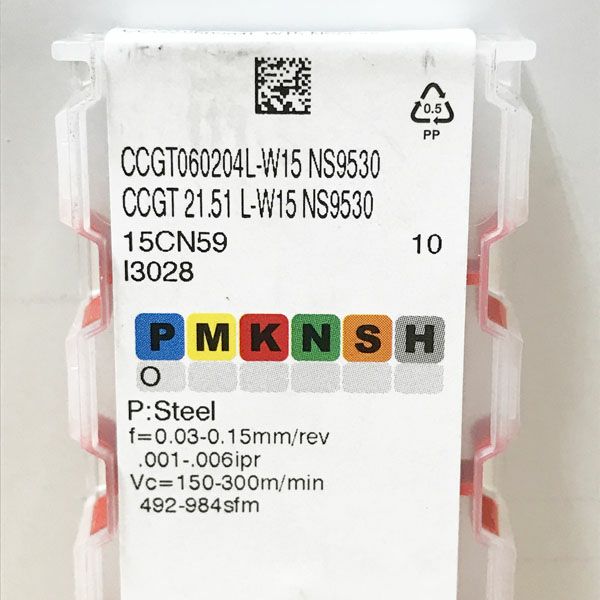 0.5
PP
CCGT060204L-W15 NS9530
CCGT 21.51 L-W15 NS9530
15CN59 10
I3028
P M K N S H
O
P:Steel
f=0.03-0.15mm/rev
.001-.006ipr
Vc=150-300m/min
492-984sfm